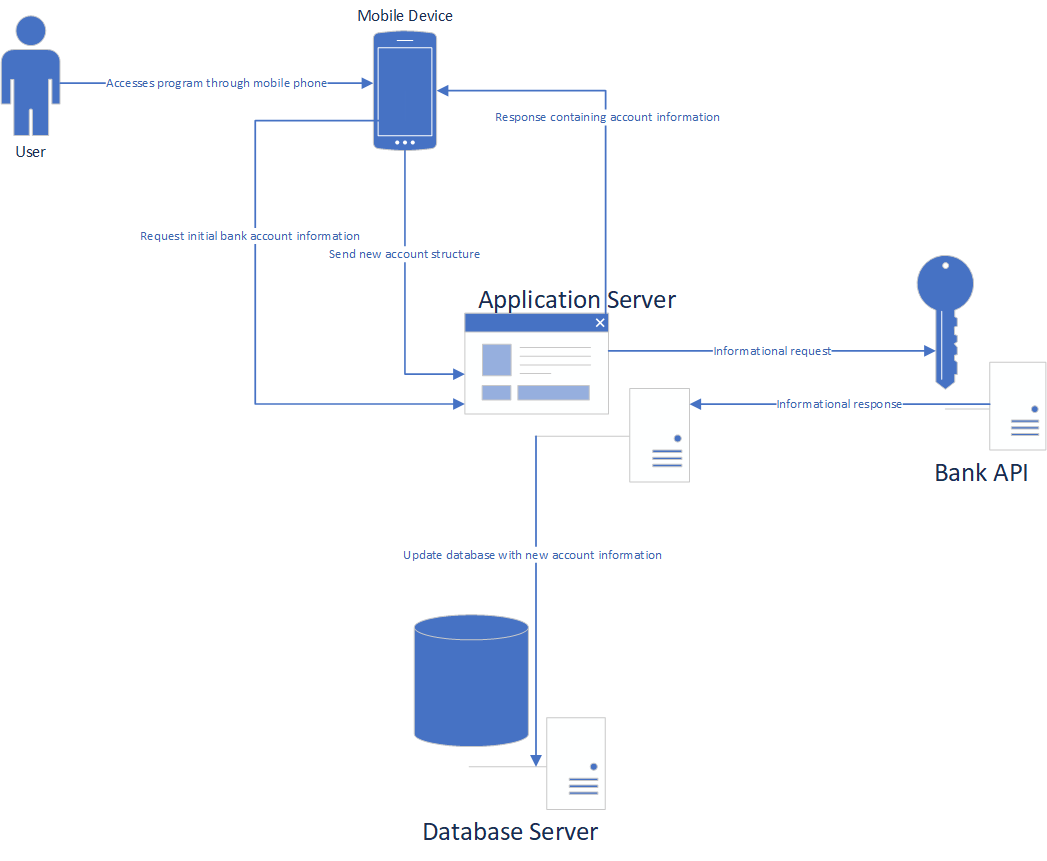 Mobile Device
Accesses program through mobile phone
Response containing account information
User
Request initial bank account information
Send new account structure
Application Server
Informational request
Informational response
Bank API
Update database with new account information
Database Server